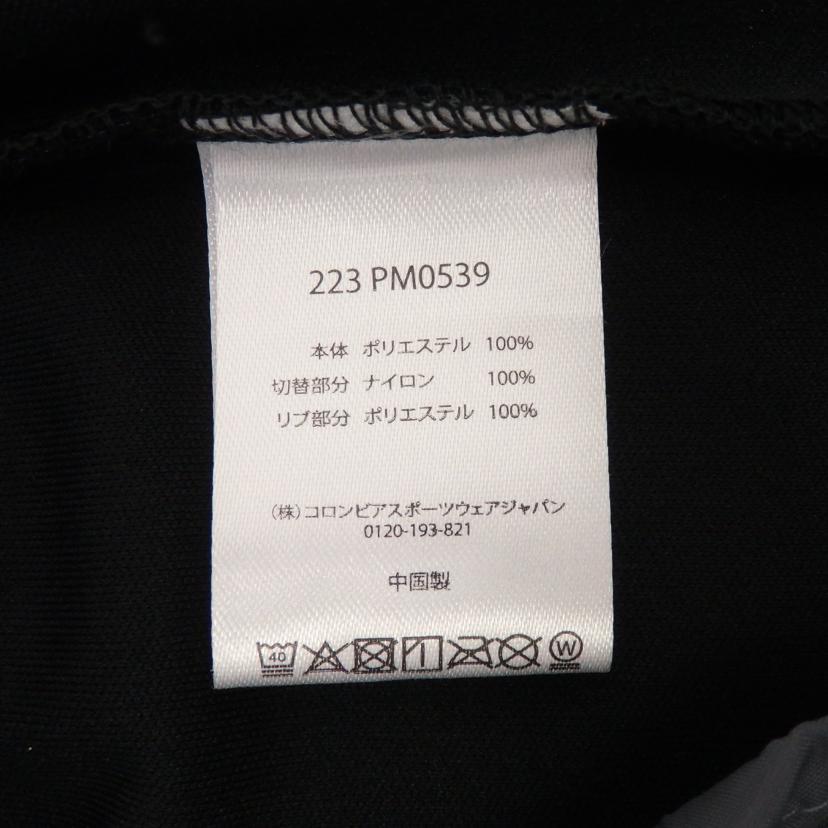 223 PM0539
本体 ポリエステル 100%
切替部分 ナイロン 100%
リブ部分 ポリエステル 100%
(株)コロンビアスポーツウェアジャパン
0120-193-821
中国製
40 W